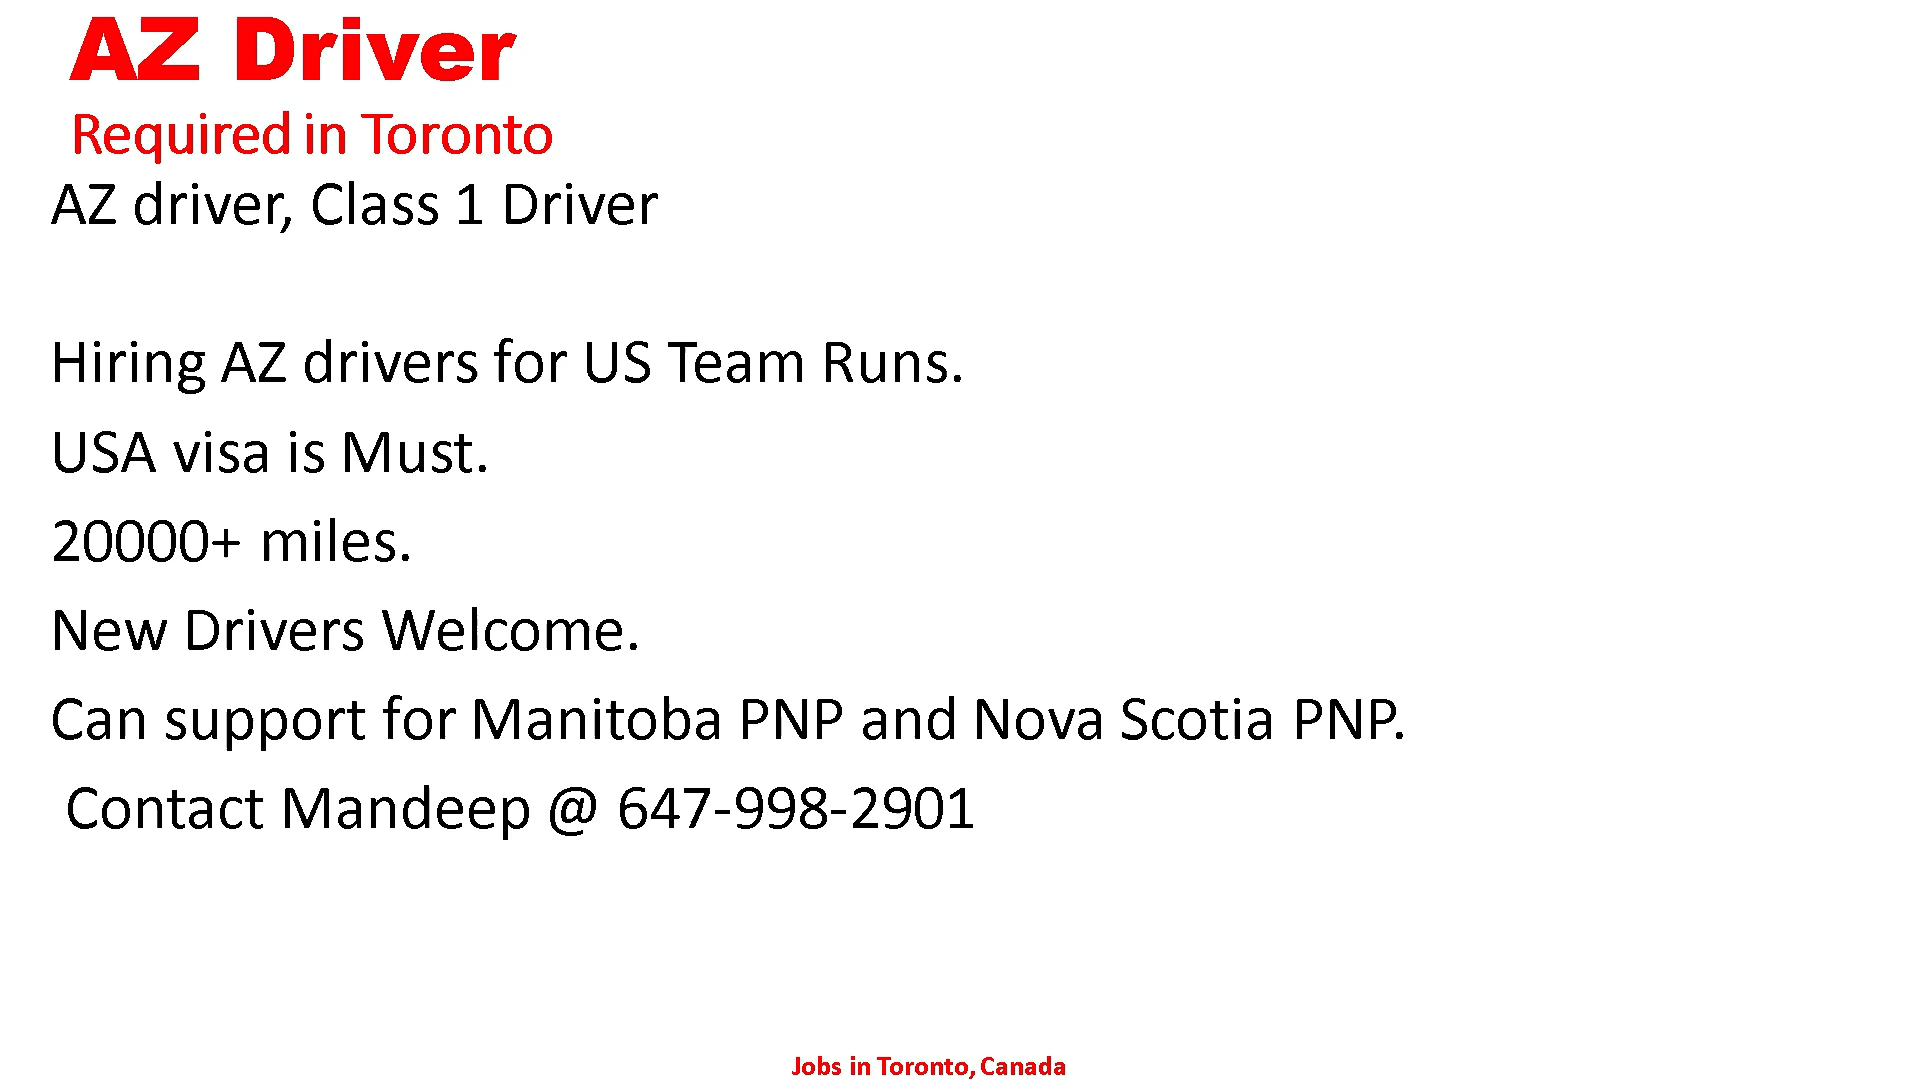 AZ Driver
Required in Toronto
AZ driver, Class 1 Driver
Hiring AZ drivers for US Team Runs.
USA visa is Must.
20000+ miles.
New Drivers Welcome.
Can support for Manitoba PNP and Nova Scotia PNP.
Contact Mandeep @ 647-998-2901
Jobs in Toronto, Canada